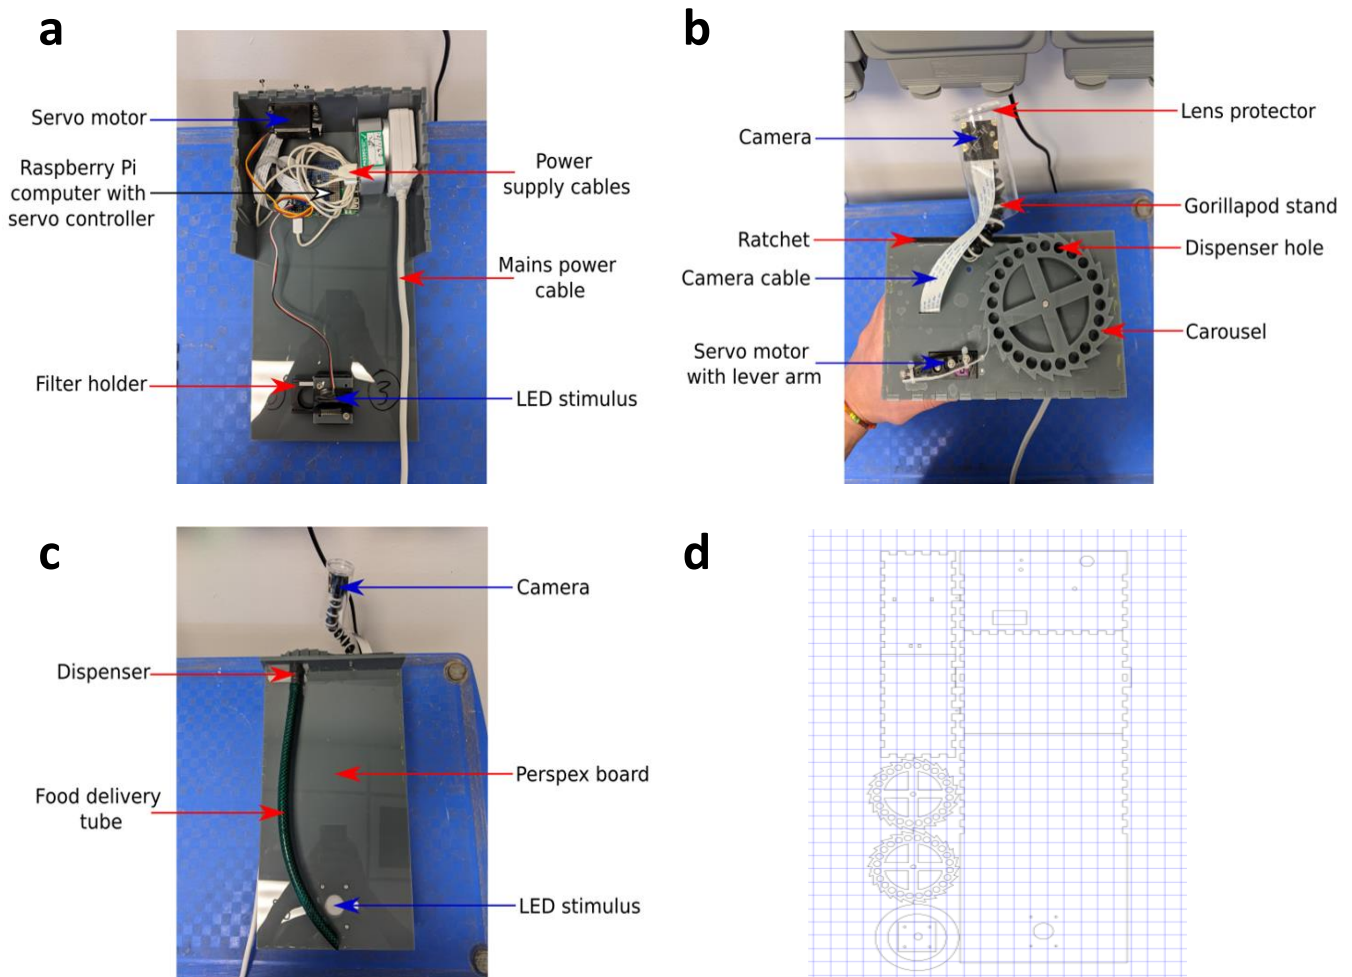 a
Servo motor
Raspberry Pi
computer with
servo controller
Filter holder
Power
supply cables
Mains power
cable
LED stimulus
3
b
Camera
Ratchet
Camera cable
Servo motor
with lever arm
Lens protector
Gorillapod stand
Dispenser hole
Carousel
c
Dispenser
Food delivery
tube
Camera
Perspex board
LED stimulus
d